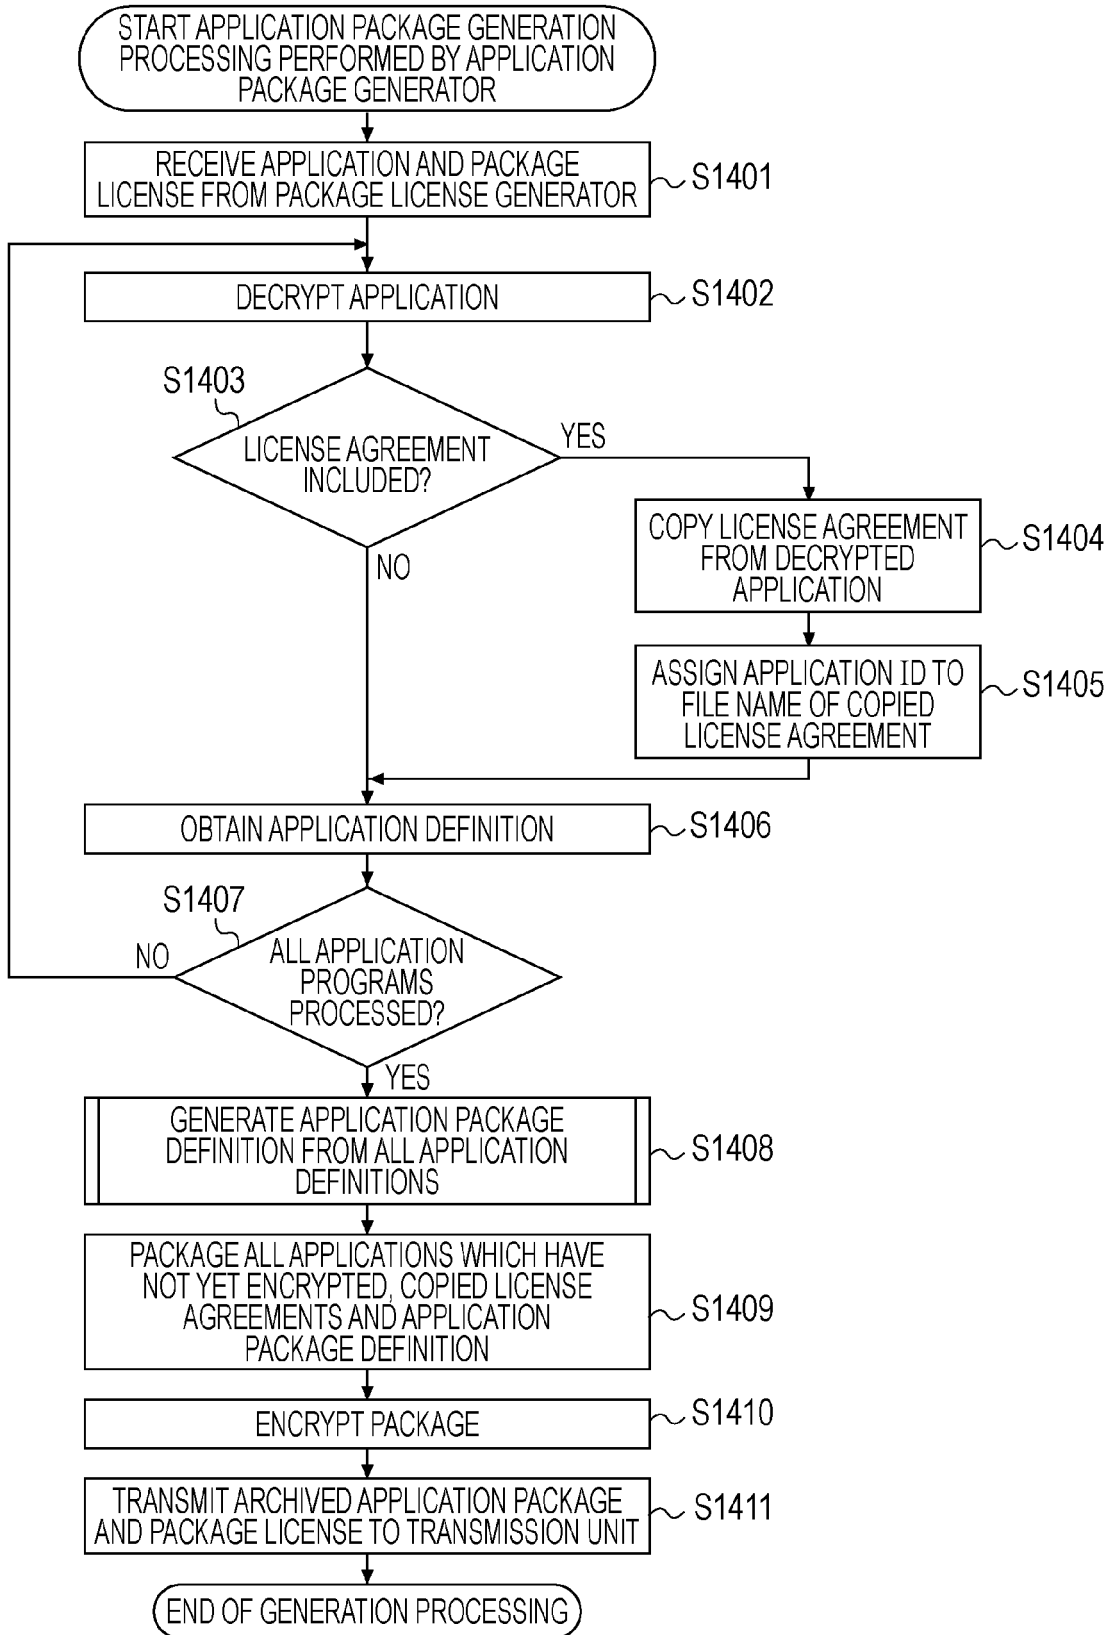 START APPLICATION PACKAGE GENERATION
PROCESSING PERFORMED BY APPLICATION
PACKAGE GENERATOR
RECEIVE APPLICATION AND PACKAGE
LICENSE FROM PACKAGE LICENSE GENERATOR
S1401
DECRYPT APPLICATION
S1402
S1403
LICENSE AGREEMENT
INCLUDED?
YES
NO
COPY LICENSE AGREEMENT
FROM DECRYPTED
APPLICATION
S1404
ASSIGN APPLICATION ID TO
FILE NAME OF COPIED
LICENSE AGREEMENT
S1405
OBTAIN APPLICATION DEFINITION
S1406
S1407
NO
ALL APPLICATION
PROGRAMS
PROCESSED?
YES
GENERATE APPLICATION PACKAGE
DEFINITION FROM ALL APPLICATION
DEFINITIONS
S1408
PACKAGE ALL APPLICATIONS WHICH HAVE
NOT YET ENCRYPTED, COPIED LICENSE
AGREEMENTS AND APPLICATION
PACKAGE DEFINITION
S1409
ENCRYPT PACKAGE
S1410
TRANSMIT ARCHIVED APPLICATION PACKAGE
AND PACKAGE LICENSE TO TRANSMISSION UNIT
S1411
END OF GENERATION PROCESSING